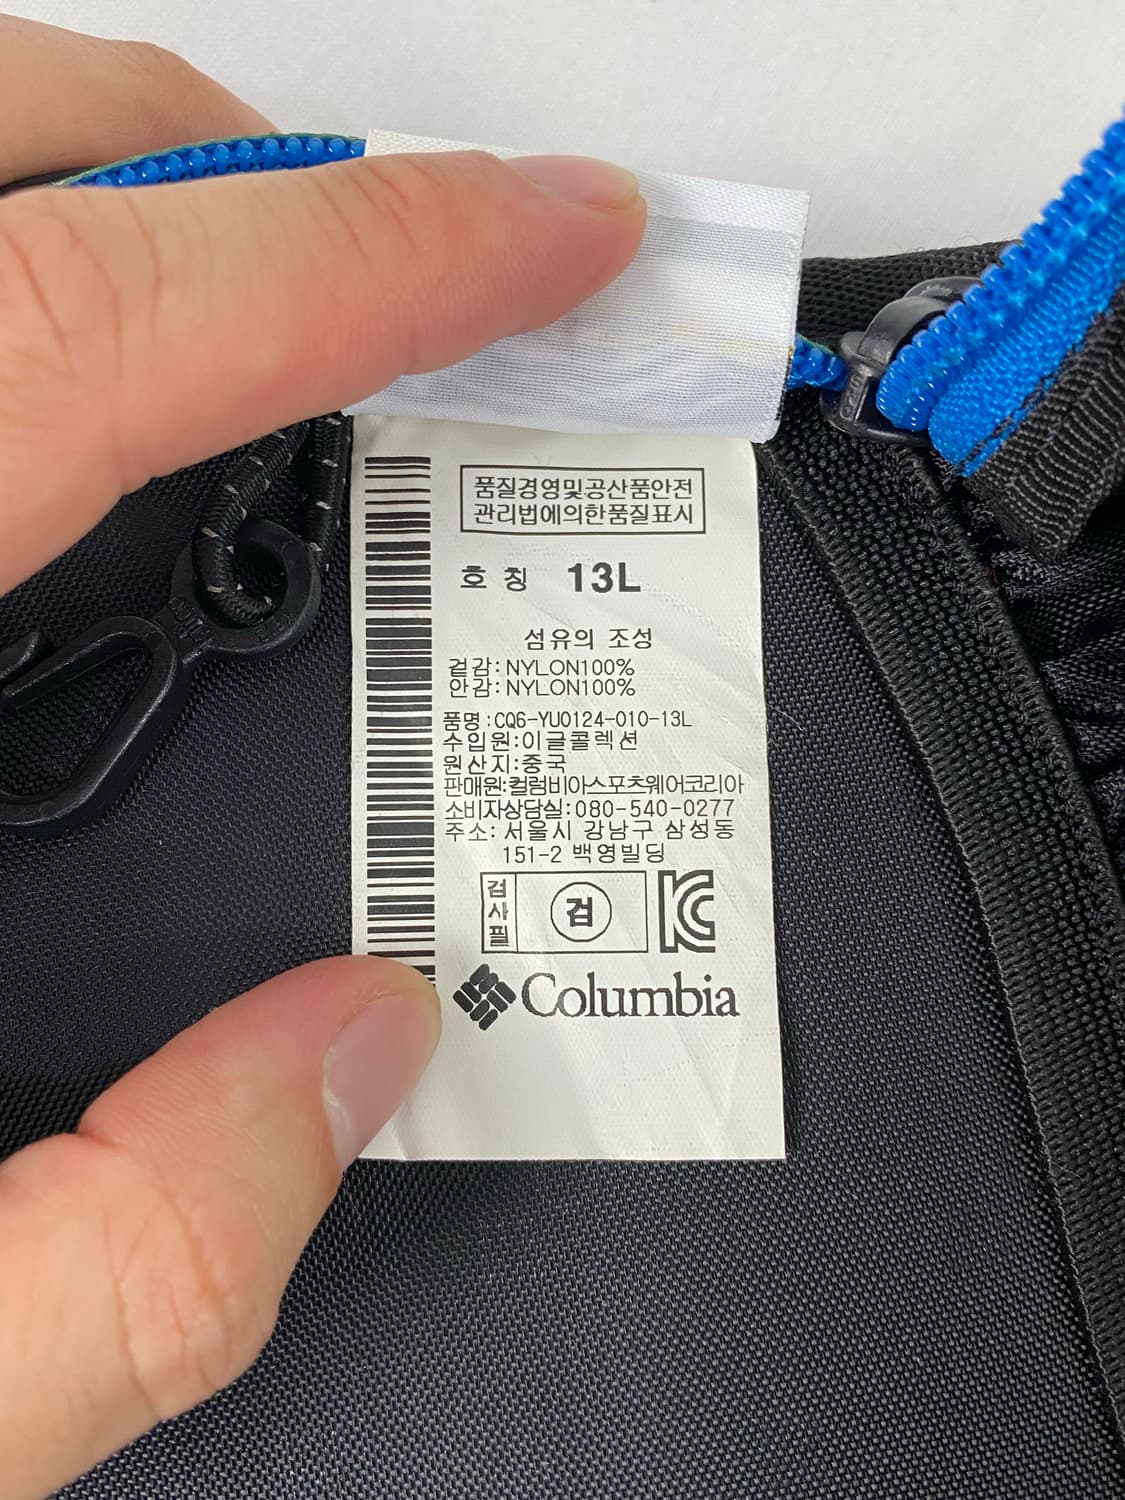 품질경영및공산품안전
관리법에의한품질표시
호 칭 13L
섬유의 조성
겉감:NYLON100%
안감:NYLON100%
품명:CQ6-YU0124-010-13L
수입원:이글콜렉션
원산지:중국
판매원:컬럼비아스포츠웨어코리아
소비자상담실:080-540-0277
주소: 서울시 강남구 삼성동
151-2 백영빌딩
검사필
검
KC
Columbia